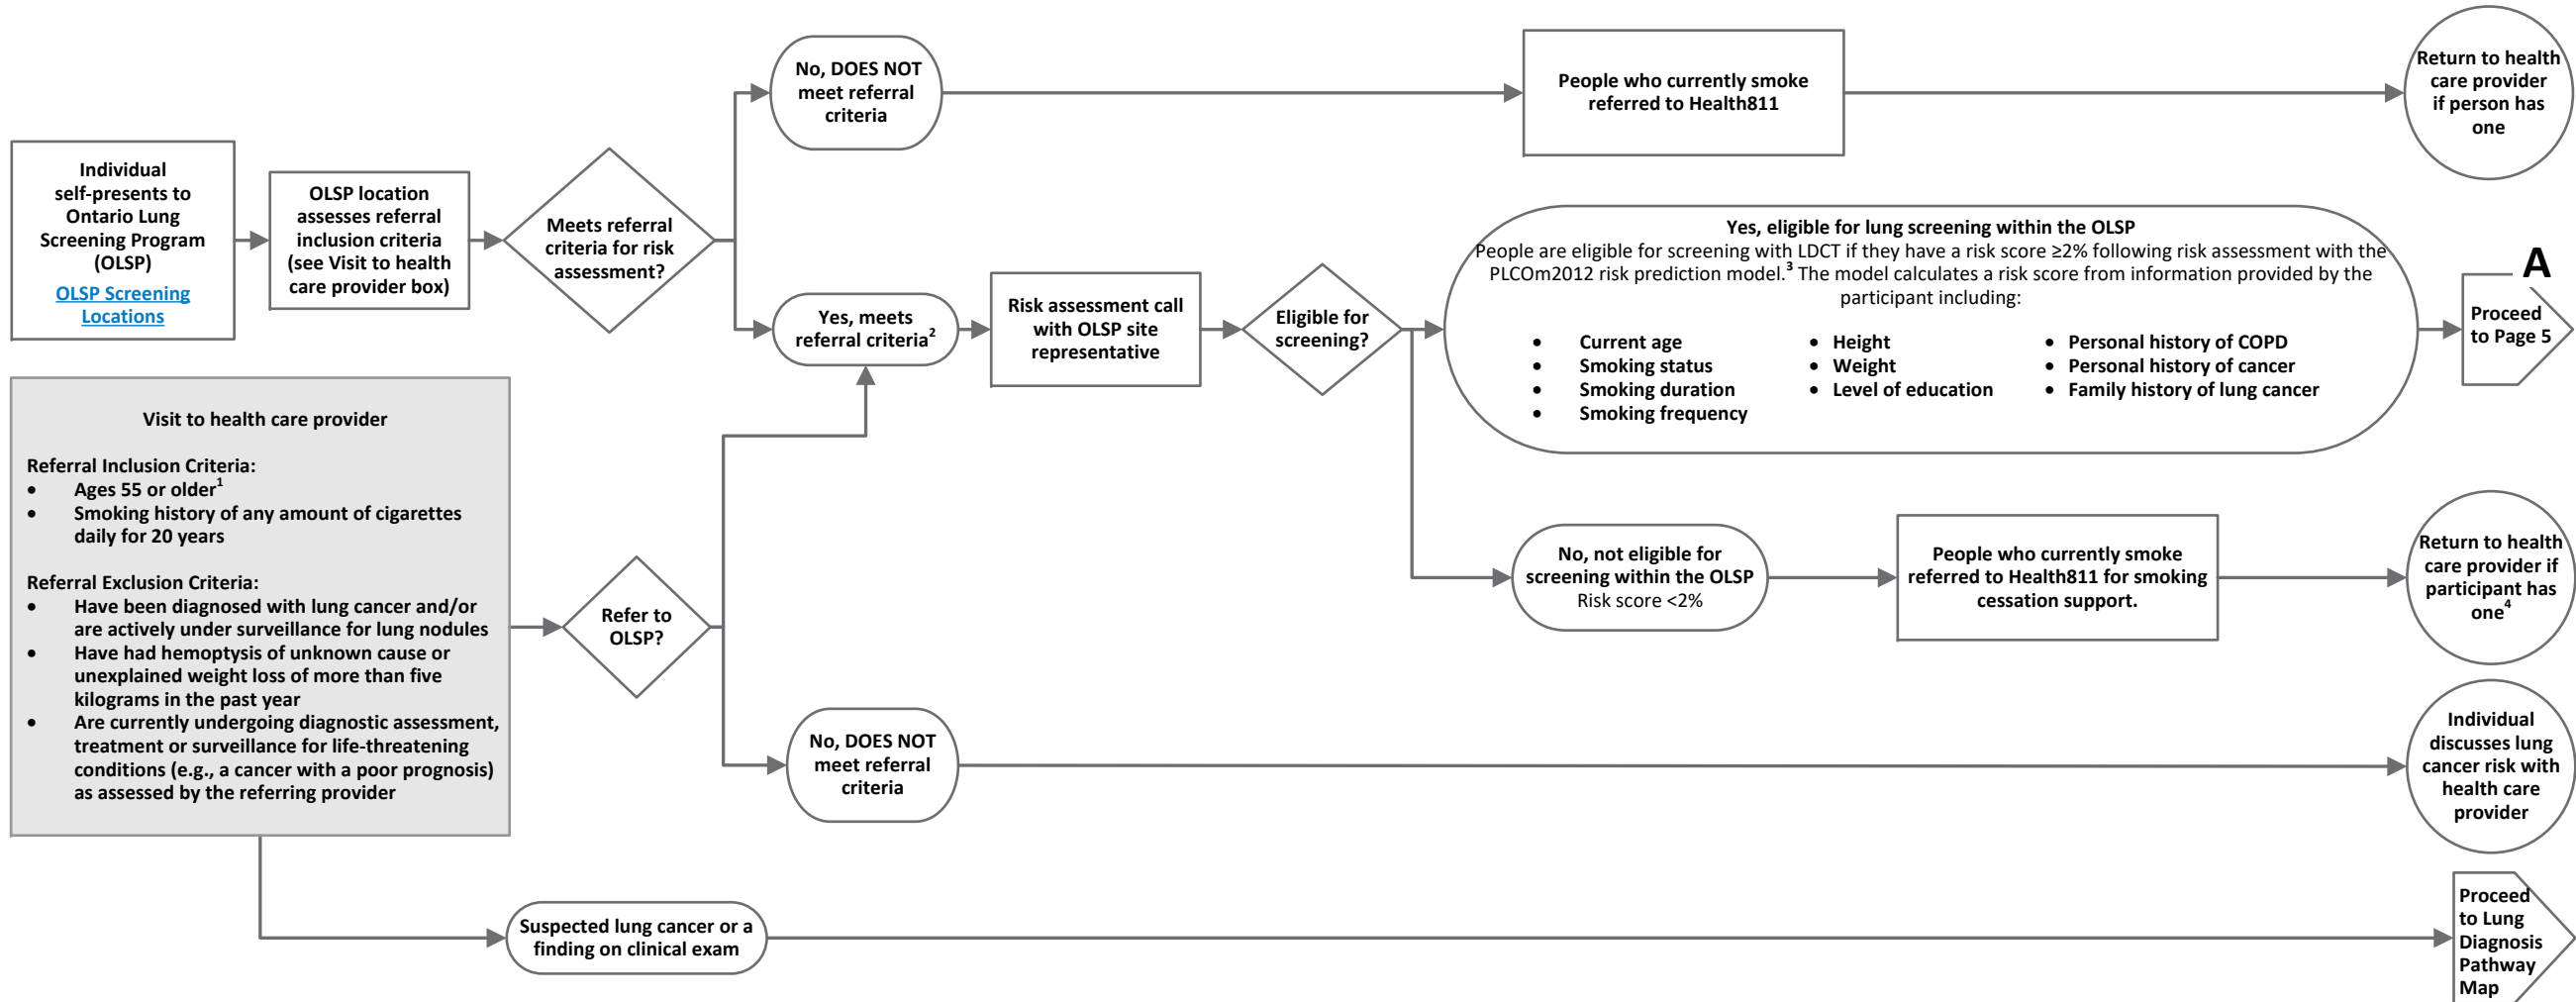 Individual
self-presents to
Ontario Lung
Screening Program
(OLSP)
OLSP Screening
Locations
OLSP location
assesses referral
inclusion criteria
(see Visit to health
care provider box)
Meets referral
criteria for risk
assessment?
No, DOES NOT
meet referral
criteria
People who currently smoke
referred to Health811
Return to health
care provider
if person has
one
Yes, meets
referral criteria²
Risk assessment call
with OLSP site
representative
Eligible for
screening?
Yes, eligible for lung screening within the OLSP
People are eligible for screening with LDCT if they have a risk score ≥2% following risk assessment with the
PLCOm2012 risk prediction model.³ The model calculates a risk score from information provided by the
participant including:
• Current age
• Smoking status
• Smoking duration
• Smoking frequency
• Height
• Weight
• Level of education
• Personal history of COPD
• Personal history of cancer
• Family history of lung cancer
A
Proceed
to Page 5
No, not eligible for
screening within the OLSP
Risk score <2%
People who currently smoke
referred to Health811 for smoking
cessation support.
Return to health
care provider if
participant has
one⁴
Visit to health care provider
Referral Inclusion Criteria:
• Ages 55 or older¹
• Smoking history of any amount of cigarettes
daily for 20 years
Referral Exclusion Criteria:
• Have been diagnosed with lung cancer and/or
are actively under surveillance for lung nodules
• Have had hemoptysis of unknown cause or
unexplained weight loss of more than five
kilograms in the past year
• Are currently undergoing diagnostic assessment,
treatment or surveillance for life-threatening
conditions (e.g., a cancer with a poor prognosis)
as assessed by the referring provider
Refer to
OLSP?
No, DOES NOT
meet referral
criteria
Individual
discusses lung
cancer risk with
health care
provider
Suspected lung cancer or a
finding on clinical exam
Proceed
to Lung
Diagnosis
Pathway
Map